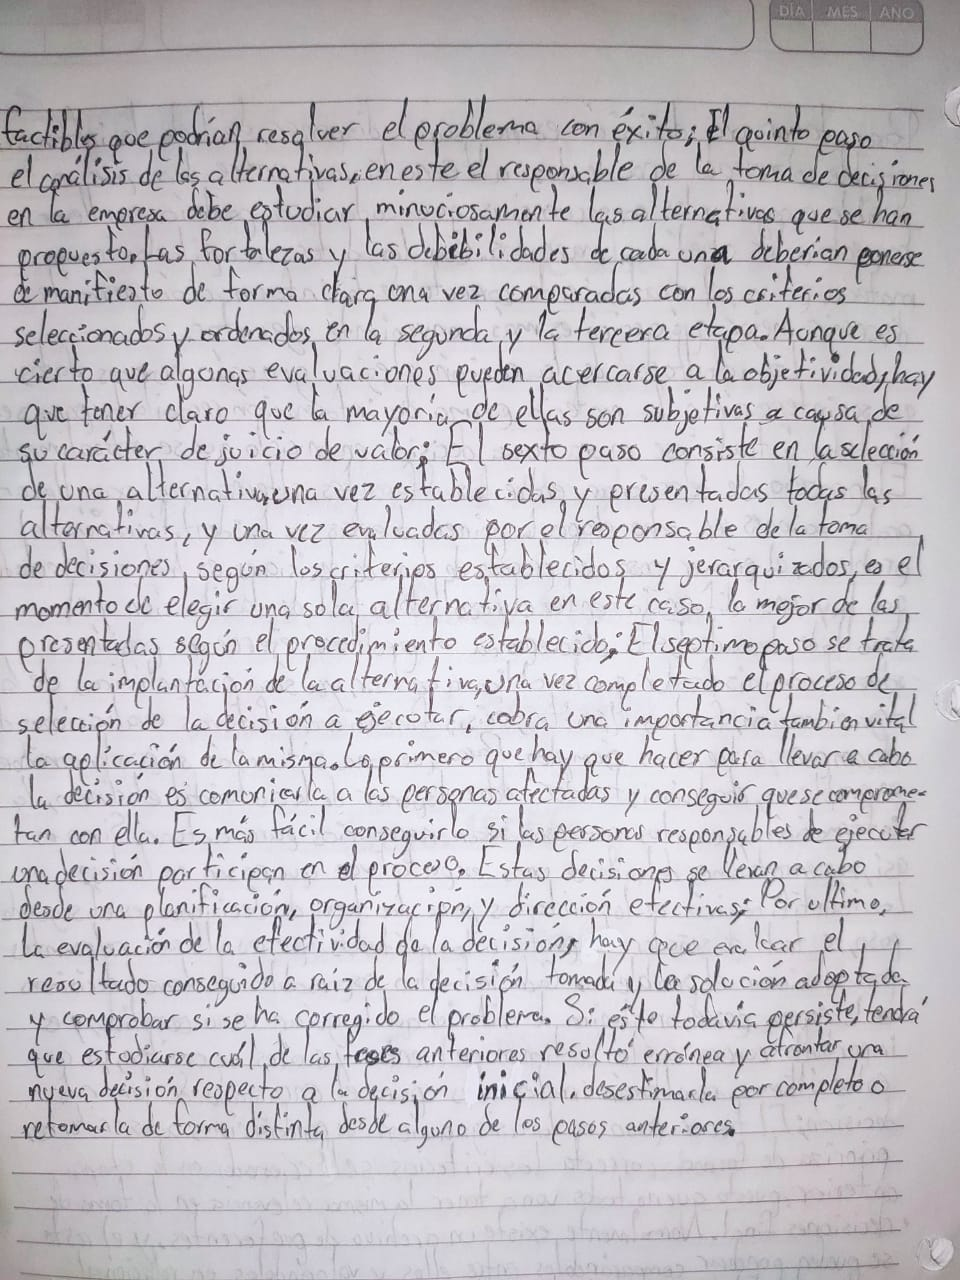 DÍA MES AÑO
factibles que podrían resolver el problema con éxito; El quinto paso
el análisis de las alternativas, en este el responsable de la toma de decisiones
en la empresa debe estudiar minuciosamente las alternativas que se han
propuesto, Las fortalezas y las debibilidades de cada una deberian ponerse
de manifiesto de forma clara una vez comparadas con los criterios
seleccionados y ordenados en la segunda y la tercera etapa. Aunque es
cierto que algunas evaluaciones pueden acercarse a la objetividad, hay
que tener claro que la mayoría de ellas son subjetivas a causa de
su carácter de juicio de valor; El sexto paso consiste en la selección
de una alternativa, una vez establecidas y presentadas todas las
alternativas, y una vez evaluadas por el responsable de la toma
de decisiones, según los criterios establecidos y jerarquizados, es el
momento de elegir una sola alternativa en este caso, la mejor de las
presentadas según el procedimiento establecido; El septimo paso se trata
de la implantación de la alternativa, una vez completado el proceso de
selección de la decisión a ejecutar, cobra una importancia tambien vital
la aplicación de la misma. Lo primero que hay que hacer para llevar a cabo
la decisión es comunicarla a las personas afectadas y conseguir que se comprome-
tan con ella. Es más fácil conseguirlo si las personas responsables de ejecutar
una decisión participan en el proceso. Estas decisiones se llevan a cabo
desde una planificación, organización, y dirección efectivas; Por ultimo,
la evaluación de la efectividad de la decisión, hay que evaluar el
resultado conseguido a raiz de la decisión tomada y la solución adoptada
y comprobar si se ha corregido el problema. Si este todavia persiste, tendrá
que estudiarse cuál, de las fases anteriores resultó errónea y afrontar una
nueva decisión respecto a la decisión inicial, desestimarla por completo o
retomarla de forma distinta desde alguno de los pasos anteriores.